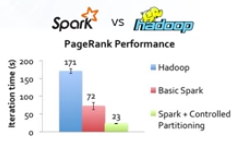 Spark vs hadoop
PageRank Performance
Iteration time (s)
200
150
100
50
0
171
72
23
Hadoop
Basic Spark
Spark + Controlled
Partitioning